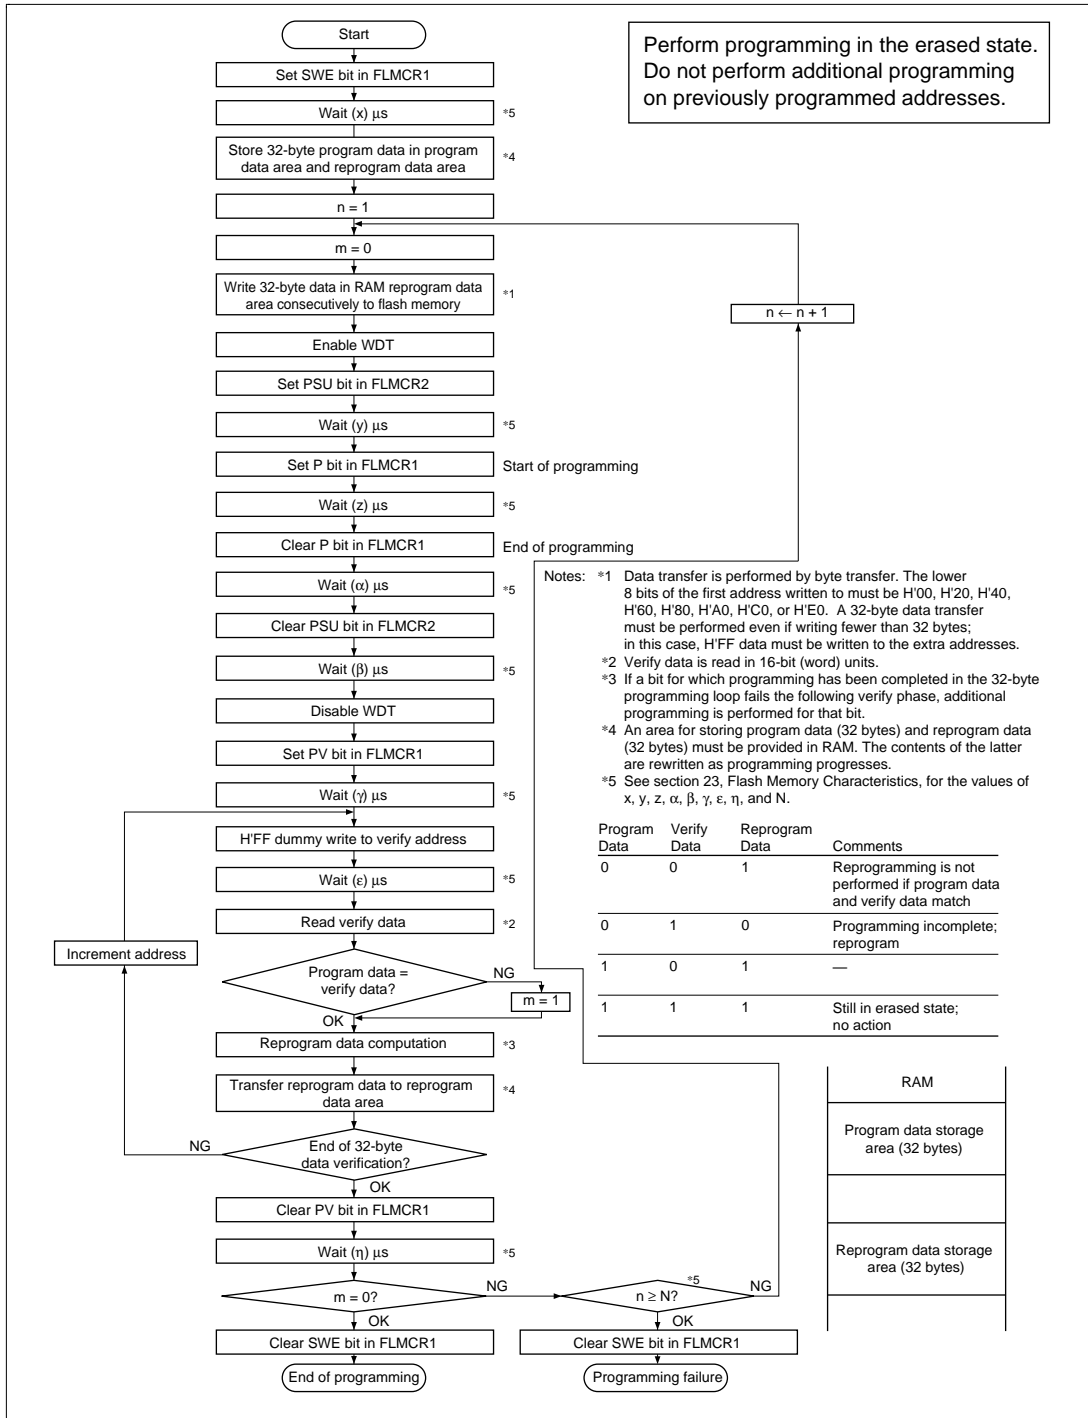 Start
Perform programming in the erased state.
Do not perform additional programming
on previously programmed addresses.
Set SWE bit in FLMCR1
Wait (x) μs
*5
Store 32-byte program data in program
data area and reprogram data area
*4
n = 1
m = 0
Write 32-byte data in RAM reprogram data
area consecutively to flash memory
*1
n ← n + 1
Enable WDT
Set PSU bit in FLMCR2
Wait (y) μs
*5
Set P bit in FLMCR1
Start of programming
Wait (z) μs
*5
Clear P bit in FLMCR1
End of programming
Wait (α) μs
*5
Clear PSU bit in FLMCR2
Wait (β) μs
*5
Disable WDT
Set PV bit in FLMCR1
Wait (γ) μs
*5
H'FF dummy write to verify address
Wait (ε) μs
*5
Read verify data
*2
Increment address
Program data =
verify data?
NG
m = 1
OK
Reprogram data computation
*3
Transfer reprogram data to reprogram
data area
*4
NG
End of 32-byte
data verification?
OK
Clear PV bit in FLMCR1
Wait (η) μs
*5
m = 0?
NG
*5
n ≥ N?
NG
OK
OK
Clear SWE bit in FLMCR1
Clear SWE bit in FLMCR1
End of programming
Programming failure
Notes: *1 Data transfer is performed by byte transfer. The lower
8 bits of the first address written to must be H'00, H'20, H'40,
H'60, H'80, H'A0, H'C0, or H'E0. A 32-byte data transfer
must be performed even if writing fewer than 32 bytes;
in this case, H'FF data must be written to the extra addresses.
*2 Verify data is read in 16-bit (word) units.
*3 If a bit for which programming has been completed in the 32-byte
programming loop fails the following verify phase, additional
programming is performed for that bit.
*4 An area for storing program data (32 bytes) and reprogram data
(32 bytes) must be provided in RAM. The contents of the latter
are rewritten as programming progresses.
*5 See section 23, Flash Memory Characteristics, for the values of
x, y, z, α, β, γ, ε, η, and N.
Program Verify Reprogram
Data Data Data Comments
0 0 1 Reprogramming is not
performed if program data
and verify data match
0 1 0 Programming incomplete;
reprogram
1 0 1 —
1 1 1 Still in erased state;
no action
RAM
Program data storage
area (32 bytes)
Reprogram data storage
area (32 bytes)